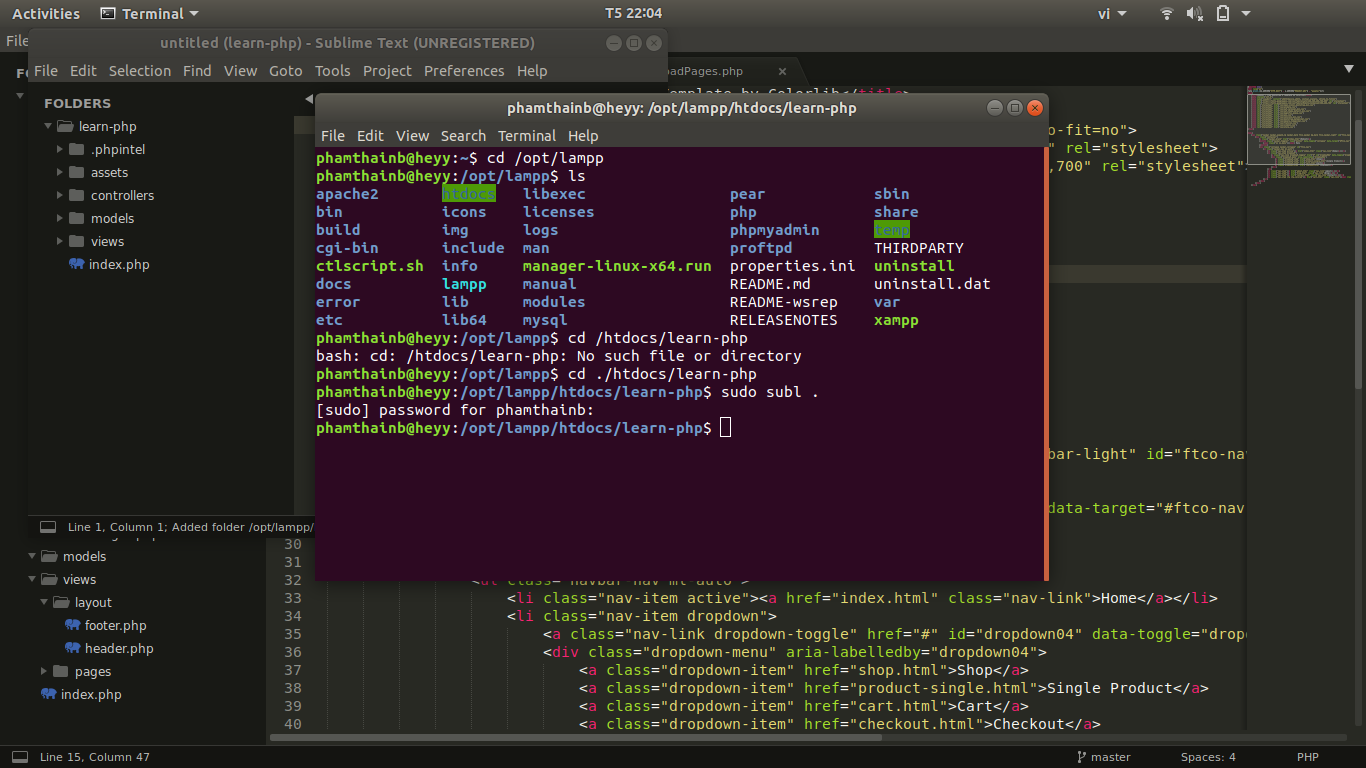 Activities Terminal T5 22:04 vi
File
untitled (learn-php) - Sublime Text (UNREGISTERED)
File Edit Selection Find View Goto Tools Project Preferences Help
FOLDERS
learn-php
.phpintel
assets
controllers
models
views
index.php
Line 1, Column 1; Added folder /opt/lampp/
adPages.php
Template by Colorlib</title>
o-fit=no">
" rel="stylesheet">
,700" rel="stylesheet"
bar-light" id="ftco-na
data-target="#ftco-nav
phamthainb@heyy: /opt/lampp/htdocs/learn-php
File Edit View Search Terminal Help
phamthainb@heyy:~$ cd /opt/lampp
phamthainb@heyy:/opt/lampp$ ls
apache2 htdocs libexec pear sbin
bin icons licenses php share
build img logs phpmyadmin temp
cgi-bin include man proftpd THIRDPARTY
ctlscript.sh info manager-linux-x64.run properties.ini uninstall
docs lampp manual README.md uninstall.dat
error lib modules README-wsrep var
etc lib64 mysql RELEASENOTES xampp
phamthainb@heyy:/opt/lampp$ cd /htdocs/learn-php
bash: cd: /htdocs/learn-php: No such file or directory
phamthainb@heyy:/opt/lampp$ cd ./htdocs/learn-php
phamthainb@heyy:/opt/lampp/htdocs/learn-php$ sudo subl .
[sudo] password for phamthainb:
phamthainb@heyy:/opt/lampp/htdocs/learn-php$
models
views
layout
footer.php
header.php
pages
index.php
30
31
32 <ul class="navbar-nav ml-auto">
33 <li class="nav-item active"><a href="index.html" class="nav-link">Home</a></li>
34 <li class="nav-item dropdown">
35 <a class="nav-link dropdown-toggle" href="#" id="dropdown04" data-toggle="drop
36 <div class="dropdown-menu" aria-labelledby="dropdown04">
37 <a class="dropdown-item" href="shop.html">Shop</a>
38 <a class="dropdown-item" href="product-single.html">Single Product</a>
39 <a class="dropdown-item" href="cart.html">Cart</a>
40 <a class="dropdown-item" href="checkout.html">Checkout</a>
Line 15, Column 47 master Spaces: 4 PHP